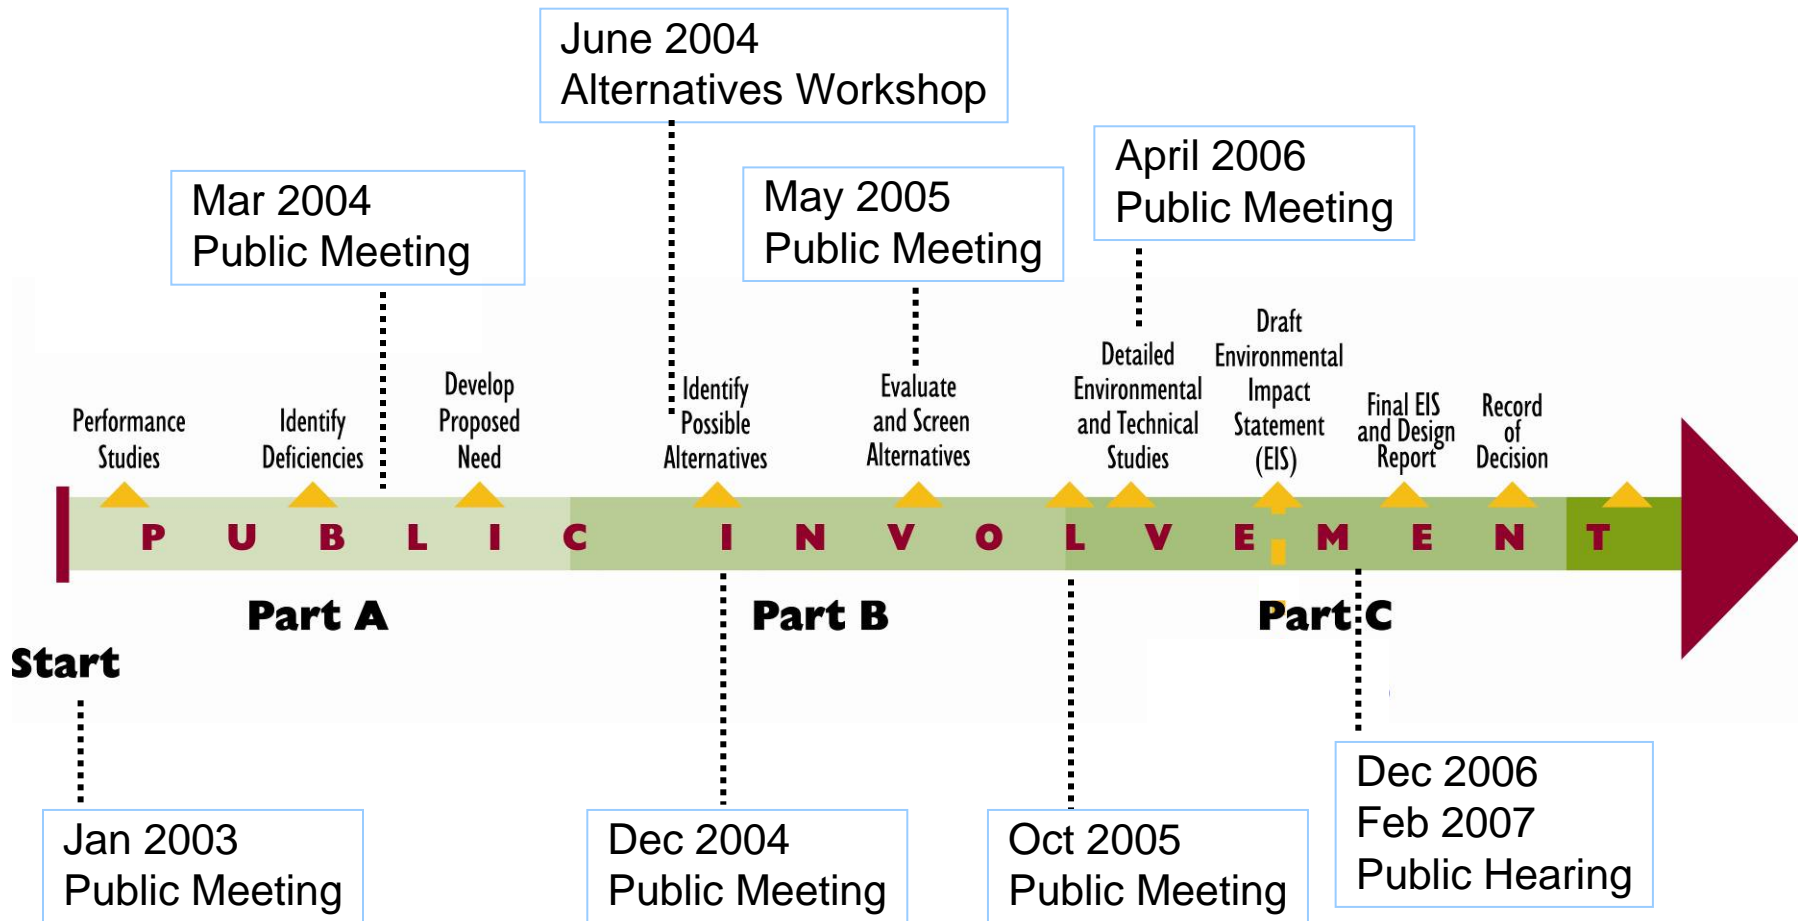 June 2004
Alternatives Workshop
April 2006
Public Meeting
Mar 2004
Public Meeting
May 2005
Public Meeting
Performance
Studies
Identify
Deficiencies
Develop
Proposed
Need
Identify
Possible
Alternatives
Evaluate
and Screen
Alternatives
Detailed
Environmental
and Technical
Studies
Draft
Environmental
Impact
Statement
(EIS)
Final EIS
and Design
Report
Record
of
Decision
PUBLIC INVOLVEMENT
Part A
Part B
Part C
Start
Jan 2003
Public Meeting
Dec 2004
Public Meeting
Oct 2005
Public Meeting
Dec 2006
Feb 2007
Public Hearing